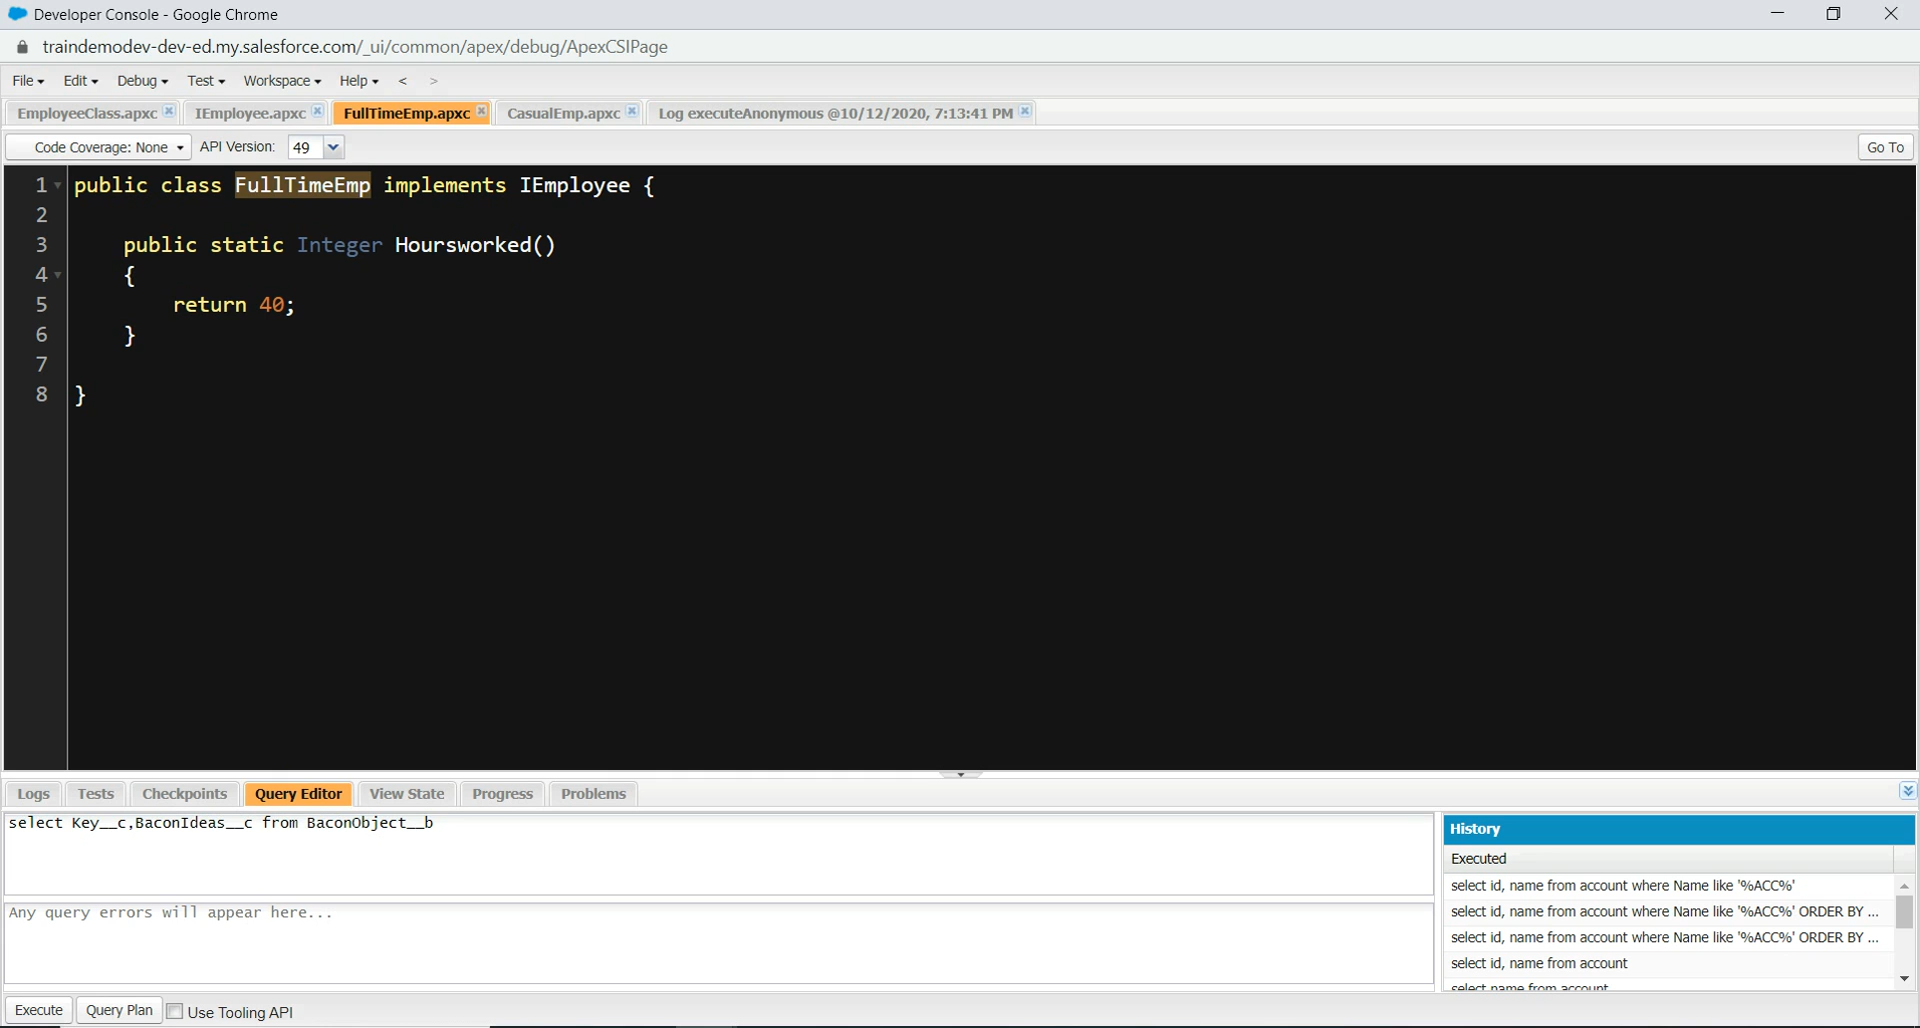 Developer Console - Google Chrome
traindemodev-dev-ed.my.salesforce.com/_ui/common/apex/debug/ApexCSIPage
File Edit Debug Test Workspace Help < >
EmployeeClass.apxc IEmployee.apxc FullTimeEmp.apxc CasualEmp.apxc Log executeAnonymous @10/12/2020, 7:13:41 PM
Code Coverage: None API Version: 49 Go To
1 public class FullTimeEmp implements IEmployee {
2
3 public static Integer Hoursworked()
4 {
5 return 40;
6 }
7
8 }
Logs Tests Checkpoints Query Editor View State Progress Problems
select Key__c,BaconIdeas__c from BaconObject__b
Any query errors will appear here...
History
Executed
select id, name from account where Name like '%ACC%'
select id, name from account where Name like '%ACC%' ORDER BY ...
select id, name from account where Name like '%ACC%' ORDER BY ...
select id, name from account
select name from account
Execute Query Plan Use Tooling API